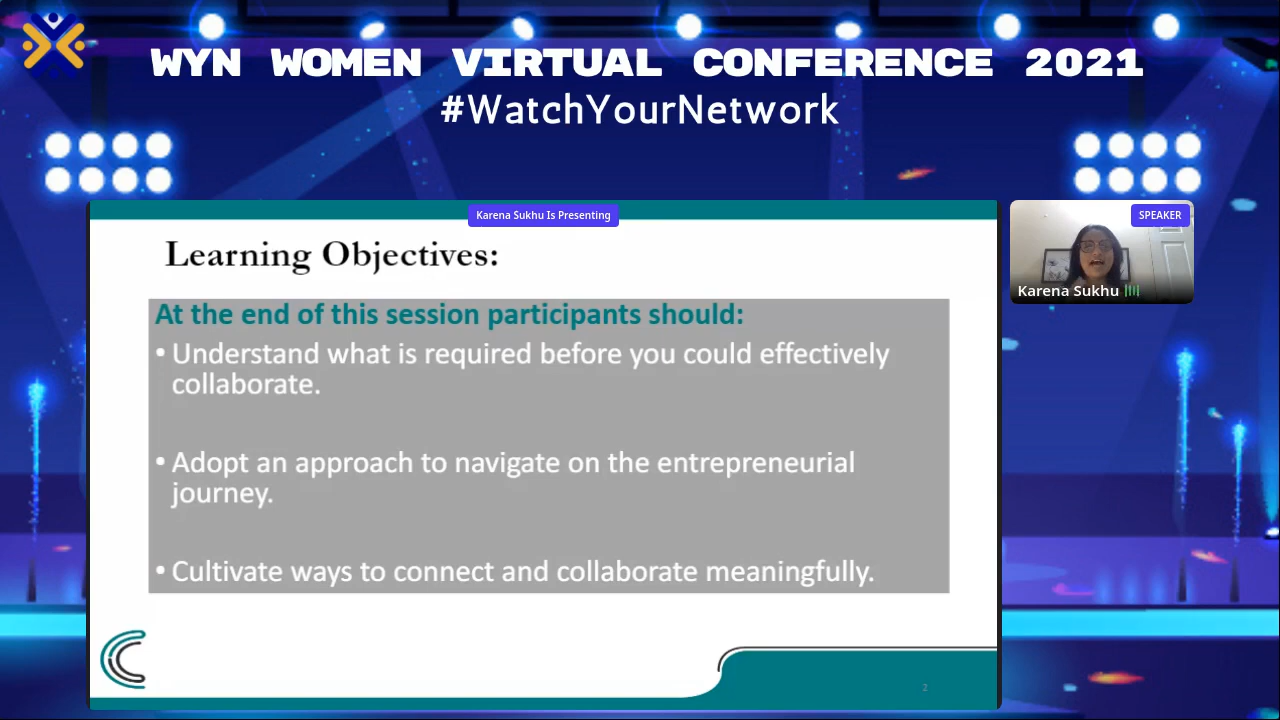 WYN WOMEN VIRTUAL CONFERENCE 2021
#WatchYourNetwork
Karena Sukhu Is Presenting
SPEAKER
Karena Sukhu
Learning Objectives:
At the end of this session participants should:
• Understand what is required before you could effectively
collaborate.
• Adopt an approach to navigate on the entrepreneurial
journey.
• Cultivate ways to connect and collaborate meaningfully.
2